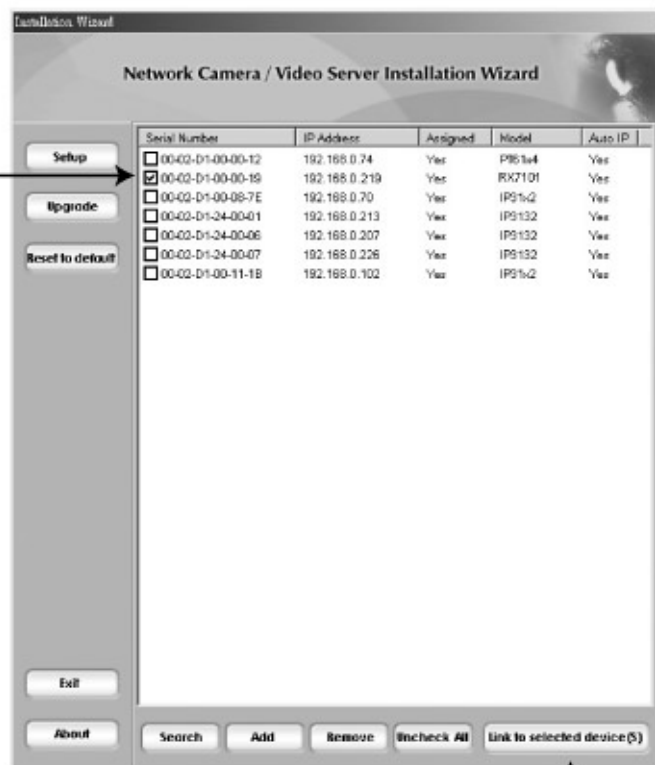 Installation Wizard
Network Camera / Video Server Installation Wizard
Serial Number IP Address Assigned Model Auto IP
00-02-D1-00-00-12 192.168.0.74 Yes Yes
00-02-D1-00-00-19 192.168.0.219 Yes RX7101 Yes
00-02-D1-00-08-7E 192.168.0.70 Yes IP31x2 Yes
00-02-D1-24-00-01 192.168.0.213 Yes IP3132 Yes
00-02-D1-24-00-06 192.168.0.207 Yes IP3132 Yes
00-02-D1-24-00-07 192.168.0.226 Yes IP3132 Yes
00-02-D1-00-11-1B 192.168.0.102 Yes IP31x2 Yes
Setup
Upgrade
Reset to default
Exit
About
Search Add Remove Uncheck All Link to selected device(S)